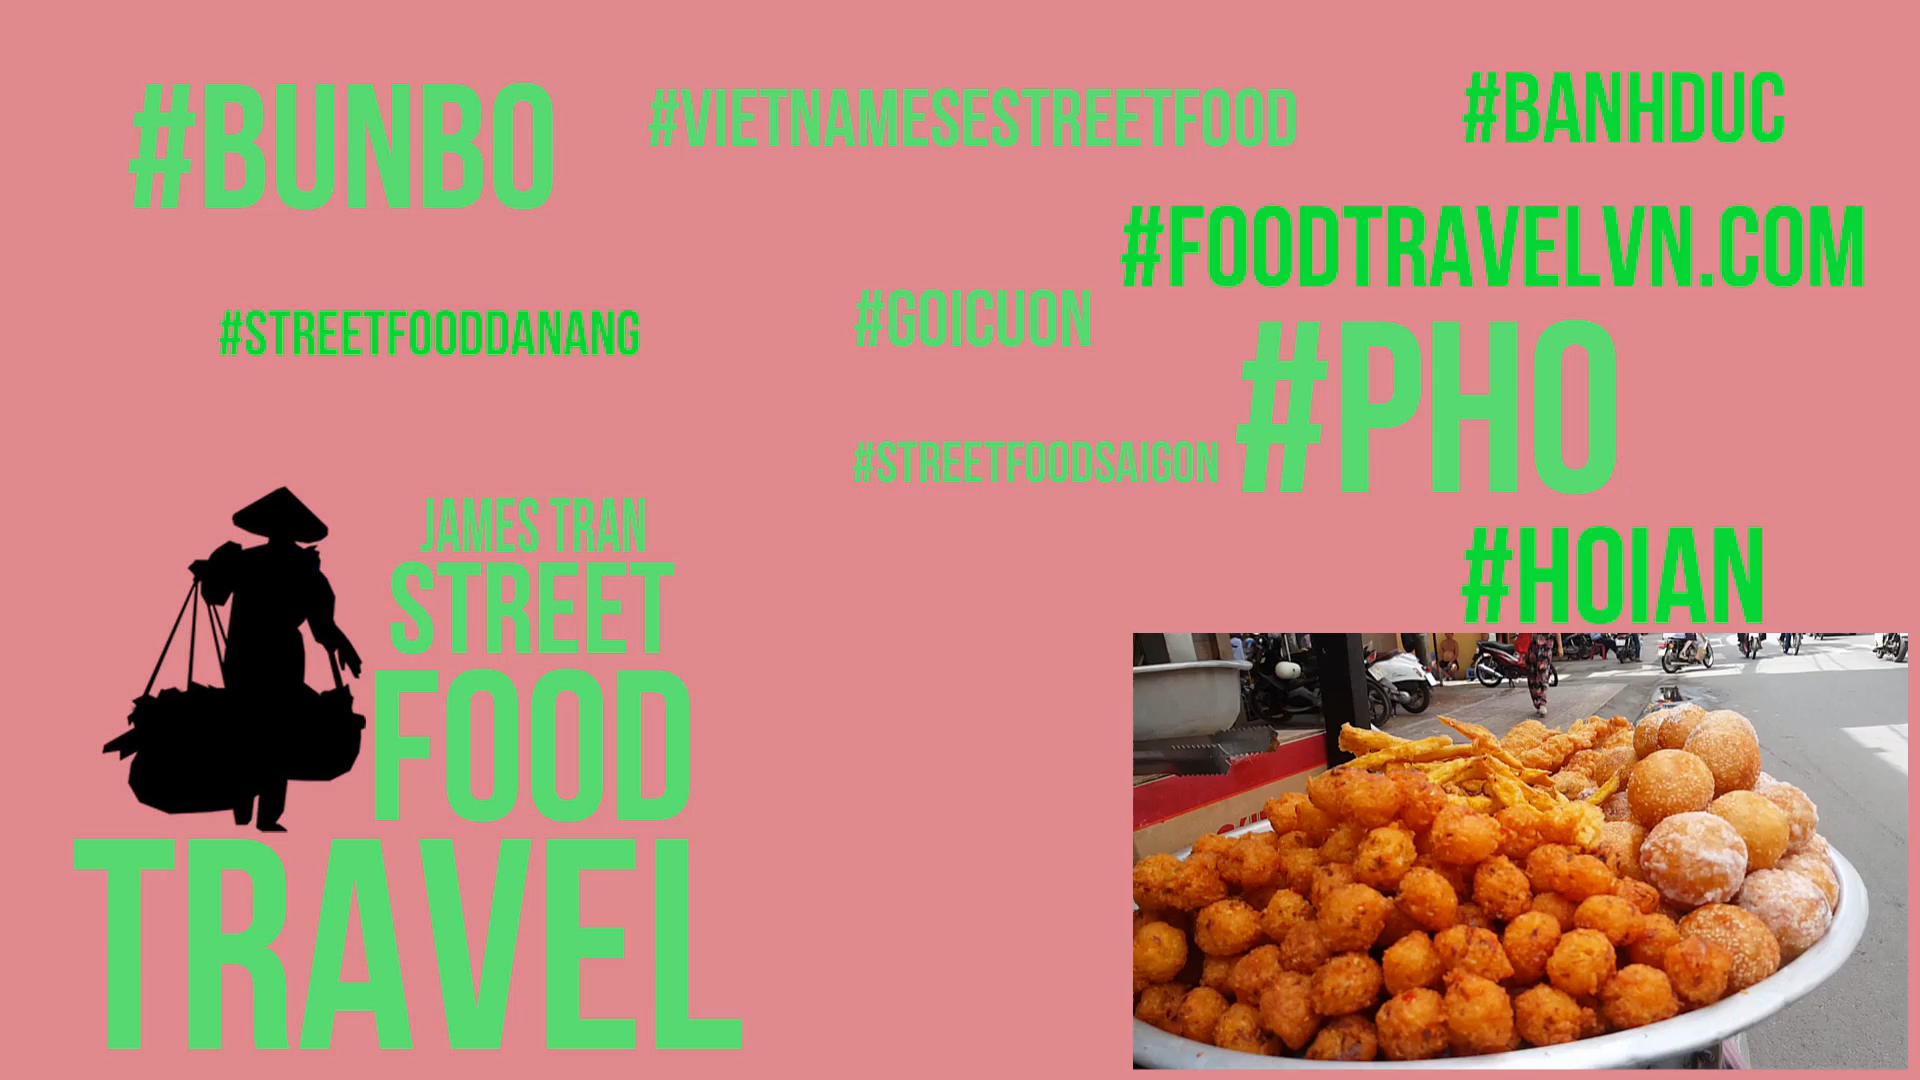 #BUNBO
#VIETNAMESESTREETFOOD
#BANHDUC
#FOODTRAVELVN.COM
#STREETFOODDANANG
#GOICUON
#PHO
#STREETFOODSAIGON
#HOIAN
JAMES TRAN
STREET
FOOD
TRAVEL